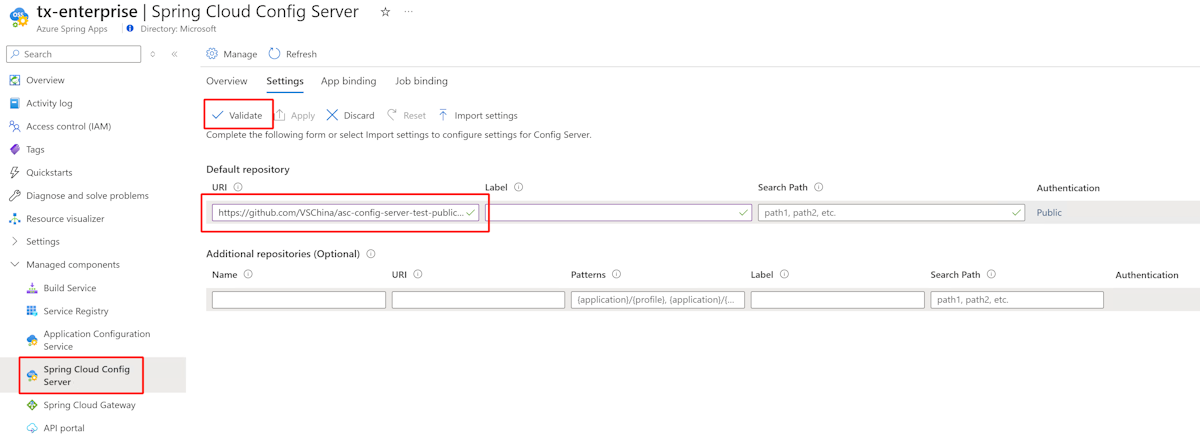 tx-enterprise | Spring Cloud Config Server ☆ ...
Azure Spring Apps Directory: Microsoft
Search
Overview
Activity log
Access control (IAM)
Tags
Quickstarts
Diagnose and solve problems
Resource visualizer
Settings
Managed components
Build Service
Service Registry
Application Configuration
Service
Spring Cloud Config
Server
Spring Cloud Gateway
API portal
Manage Refresh
Overview Settings App binding Job binding
Validate Apply Discard Reset Import settings
Complete the following form or select Import settings to configure settings for Config Server.
Default repository
URI Label Search Path Authentication
https://github.com/VSChina/asc-config-server-test-public... path1, path2, etc. Public
Additional repositories (Optional)
Name URI Patterns Label Search Path Authentication
{application}/{profile}, {application}/{... path1, path2, etc.